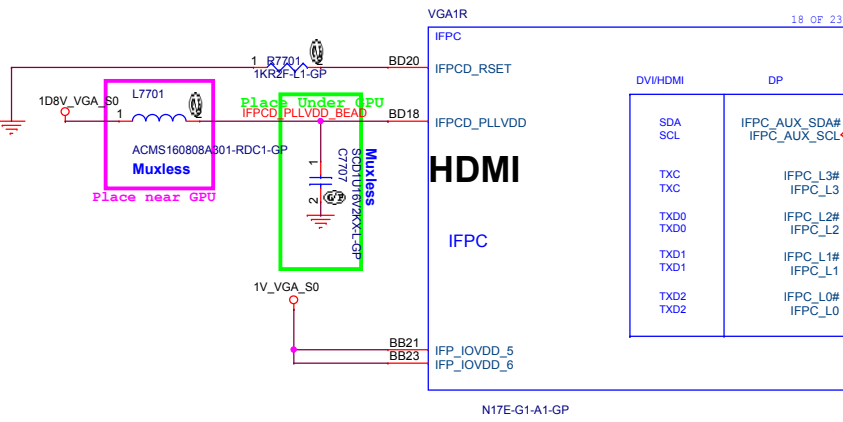 VGA1R
18 OF 23
IFPC
1 R7701
1KR2F-L1-GP
BD20
IFPCD_RSET
DVI/HDMI
DP
L7701
1D8V_VGA_S0
1
2
Place Under GPU
IFPCD_PLLVDD_BEAD
BD18
IFPCD_PLLVDD
SDA
IFPC_AUX_SDA#
SCL
IFPC_AUX_SCL
ACMS160808A301-RDC1-GP
Muxless
Place near GPU
1
2
C7707
SCD1U16V2KX-L-GP
Muxless
HDMI
TXC
IFPC_L3#
TXC
IFPC_L3
TXD0
IFPC_L2#
TXD0
IFPC_L2
IFPC
TXD1
IFPC_L1#
TXD1
IFPC_L1
1V_VGA_S0
TXD2
IFPC_L0#
TXD2
IFPC_L0
BB21
IFP_IOVDD_5
BB23
IFP_IOVDD_6
N17E-G1-A1-GP